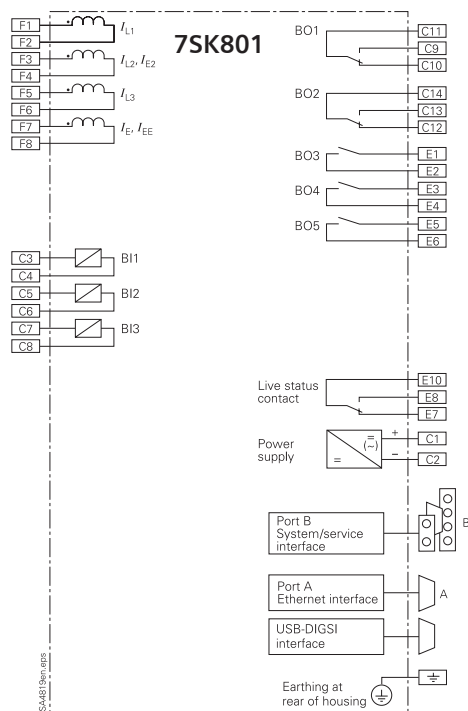 7SK801
F1
I_L1
F2
F3
I_L2, I_E2
F4
F5
I_L3
F6
F7
I_E, I_EE
F8
C3
BI1
C4
C5
BI2
C6
C7
BI3
C8
BO1
C11
C9
C10
BO2
C14
C13
C12
BO3
E1
E2
BO4
E3
E4
BO5
E5
E6
Live status
contact
E10
E8
E7
Power
supply
=
(~)
=
+
C1
–
C2
Port B
System/service
interface
B
Port A
Ethernet interface
A
USB-DIGSI
interface
Earthing at
rear of housing
SA4819en.eps